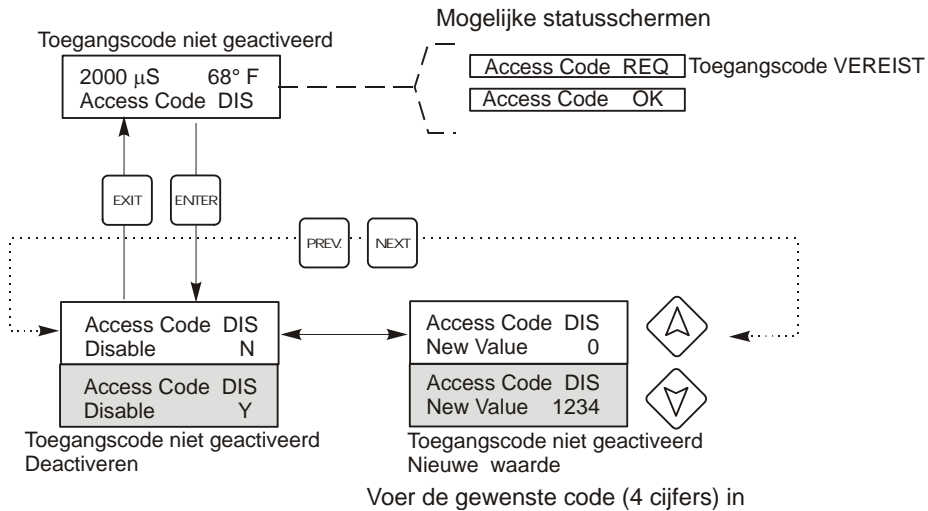 Mogelijke statusschermen
Toegangscode niet geactiveerd
2000 µS 68° F
Access Code DIS
Access Code REQ Toegangscode VEREIST
Access Code OK
EXIT ENTER
PREV. NEXT
Access Code DIS
Disable N
Access Code DIS
Disable Y
Toegangscode niet geactiveerd
Deactiveren
Access Code DIS
New Value 0
Access Code DIS
New Value 1234
Toegangscode niet geactiveerd
Nieuwe waarde
Voer de gewenste code (4 cijfers) in